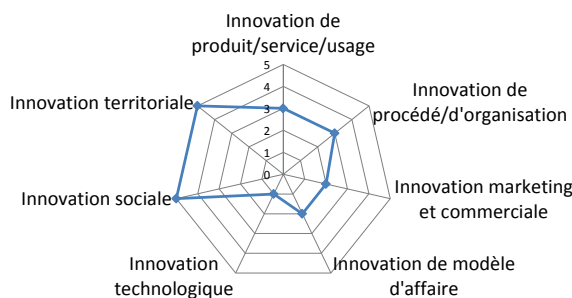 Innovation de
produit/service/usage
5
4
3
2
1
0
Innovation de
procédé/d'organisation
Innovation marketing
et commerciale
Innovation de modèle
d'affaire
Innovation
technologique
Innovation sociale
Innovation territoriale